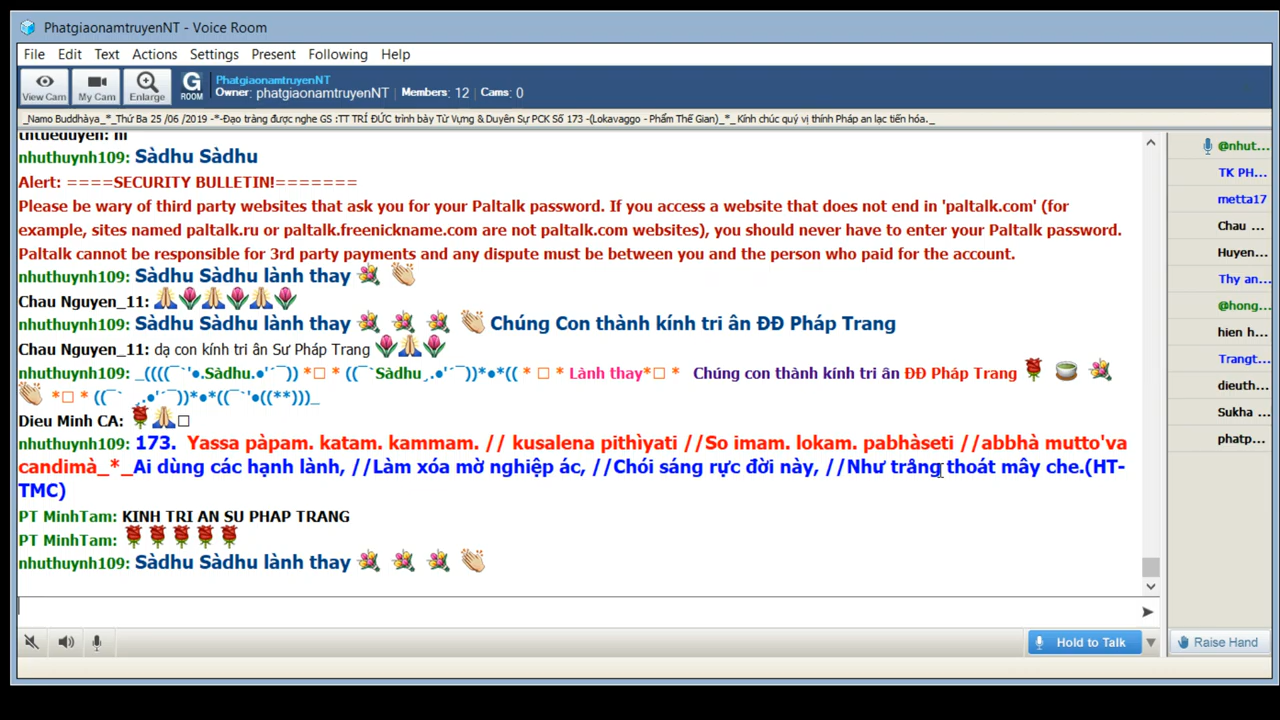 PhatgiaonamtruyenNT - Voice Room
File Edit Text Actions Settings Present Following Help
View Cam My Cam Enlarge G ROOM
PhatgiaonamtruyenNT
Owner: phatgiaonamtruyenNT Members: 12 Cams: 0
_Namo Buddhàya_*_Thứ Ba 25 /06 /2019 -*-Đạo tràng được nghe GS :TT TRÍ ĐỨC trình bày Từ Vựng & Duyên Sự PCK Số 173 -(Lokavaggo - Phẩm Thế Gian)_*_ Kính chúc quý vị thính Pháp an lạc tiến hóa._
nhuthuynh109: Sàdhu Sàdhu
Alert: ====SECURITY BULLETIN!=======
Please be wary of third party websites that ask you for your Paltalk password. If you access a website that does not end in 'paltalk.com' (for
example, sites named paltalk.ru or paltalk.freenickname.com are not paltalk.com websites), you should never have to enter your Paltalk password.
Paltalk cannot be responsible for 3rd party payments and any dispute must be between you and the person who paid for the account.
nhuthuynh109: Sàdhu Sàdhu lành thay 💐 👏
Chau Nguyen_11: 🙏🌷🙏🌷🙏🌷
nhuthuynh109: Sàdhu Sàdhu lành thay 💐 💐 💐 👏 Chúng Con thành kính tri ân ĐĐ Pháp Trang
Chau Nguyen_11: dạ con kính tri ân Sư Pháp Trang 🌷🙏🌷
nhuthuynh109: _((((¯`'•.Sàdhu.•'´¯)) *□ * ((¯`Sàdhu¸.•'´¯))*•*(( * □ * Lành thay*□ * Chúng con thành kính tri ân ĐĐ Pháp Trang 🌹 🍵 💐
👏 *□ * ((¯` ¸.•'´¯))*•*((¯`'•((**)))_
Dieu Minh CA: 🌹🙏□
nhuthuynh109: 173. Yassa pàpam. katam. kammam. // kusalena pithìyati //So imam. lokam. pabhàseti //abbhà mutto'va
candimà_*_Ai dùng các hạnh lành, //Làm xóa mờ nghiệp ác, //Chói sáng rực đời này, //Như trăng thoát mây che.(HT-
TMC)
PT MinhTam: KINH TRI AN SU PHAP TRANG
PT MinhTam: 🌹🌹🌹🌹🌹
nhuthuynh109: Sàdhu Sàdhu lành thay 💐 💐 💐 👏
@nhut...
TK PH...
metta17
Chau ...
Huyen...
Thy an...
@hong...
hien h...
Trangt...
dieuth...
Sukha ...
phatp...
Hold to Talk
Raise Hand